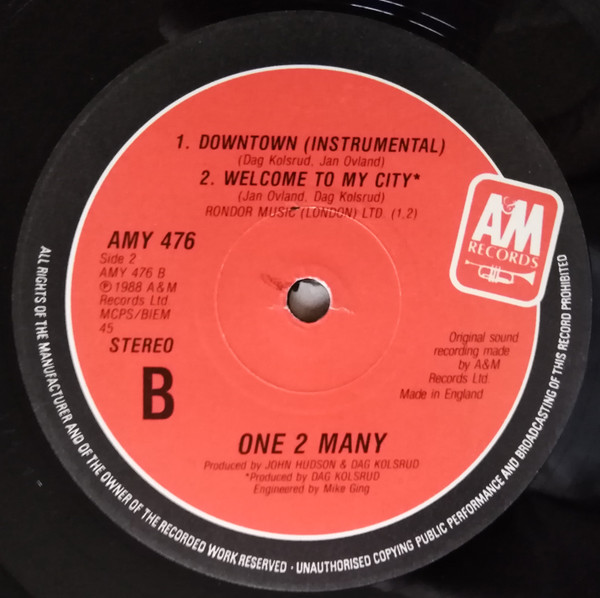 1. DOWNTOWN (INSTRUMENTAL)
(Dag Kolsrud, Jan Ovland)
2. WELCOME TO MY CITY*
(Jan Ovland, Dag Kolsrud)
RONDOR MUSIC (LONDON) LTD. (1,2)
A&M
RECORDS
AMY 476
Side 2
AMY 476 B
℗ 1988 A&M
Records Ltd.
MCPS/BIEM
45
STEREO
B
Original sound
recording made
by A&M
Records Ltd.
Made in England
ONE 2 MANY
Produced by JOHN HUDSON & DAG KOLSRUD
*Produced by DAG KOLSRUD
Engineered by Mike Ging
ALL RIGHTS OF THE MANUFACTURER AND OF THE OWNER OF THE RECORDED WORK RESERVED · UNAUTHORISED COPYING PUBLIC PERFORMANCE AND BROADCASTING OF THIS RECORD PROHIBITED